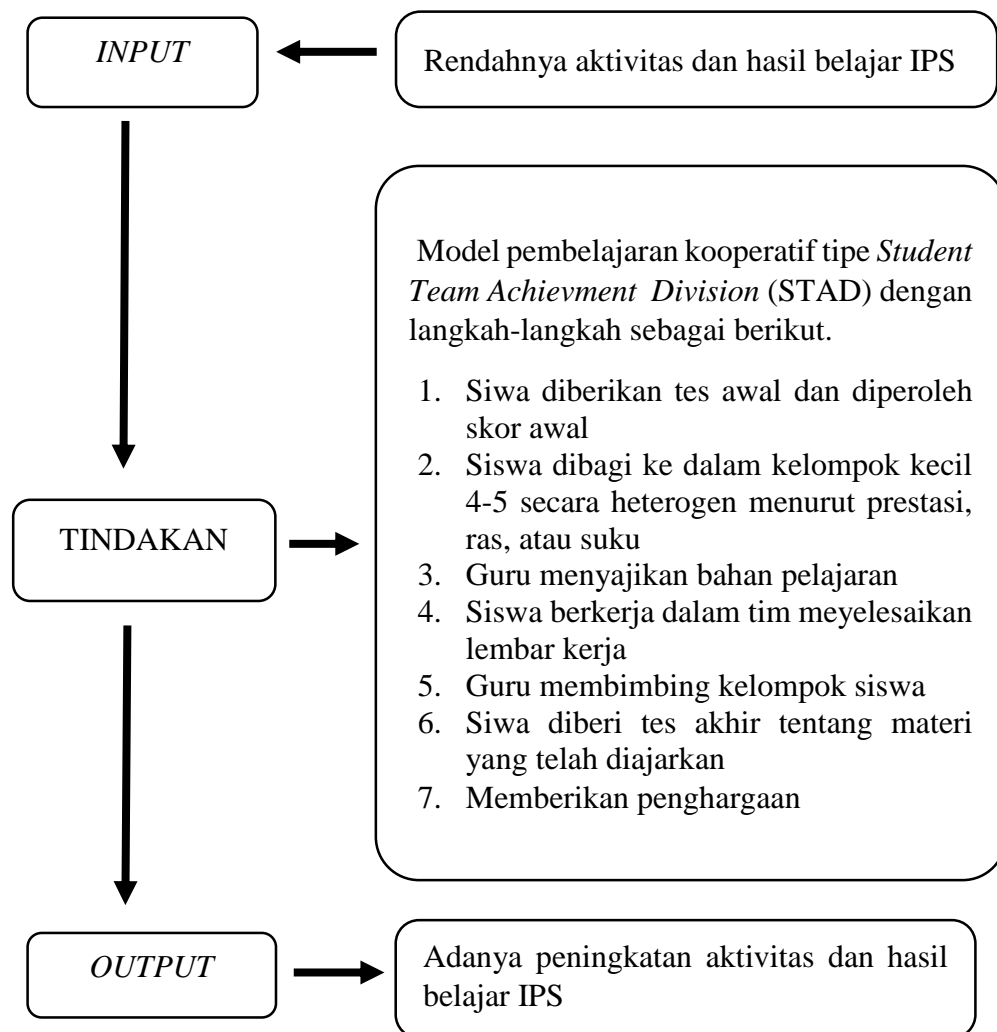 INPUT
Rendahnya aktivitas dan hasil belajar IPS
Model pembelajaran kooperatif tipe Student
Team Achievment Division (STAD) dengan
langkah-langkah sebagai berikut.
1. Siwa diberikan tes awal dan diperoleh
skor awal
2. Siswa dibagi ke dalam kelompok kecil
4-5 secara heterogen menurut prestasi,
ras, atau suku
3. Guru menyajikan bahan pelajaran
4. Siswa berkerja dalam tim meyelesaikan
lembar kerja
5. Guru membimbing kelompok siswa
6. Siwa diberi tes akhir tentang materi
yang telah diajarkan
7. Memberikan penghargaan
TINDAKAN
OUTPUT
Adanya peningkatan aktivitas dan hasil
belajar IPS